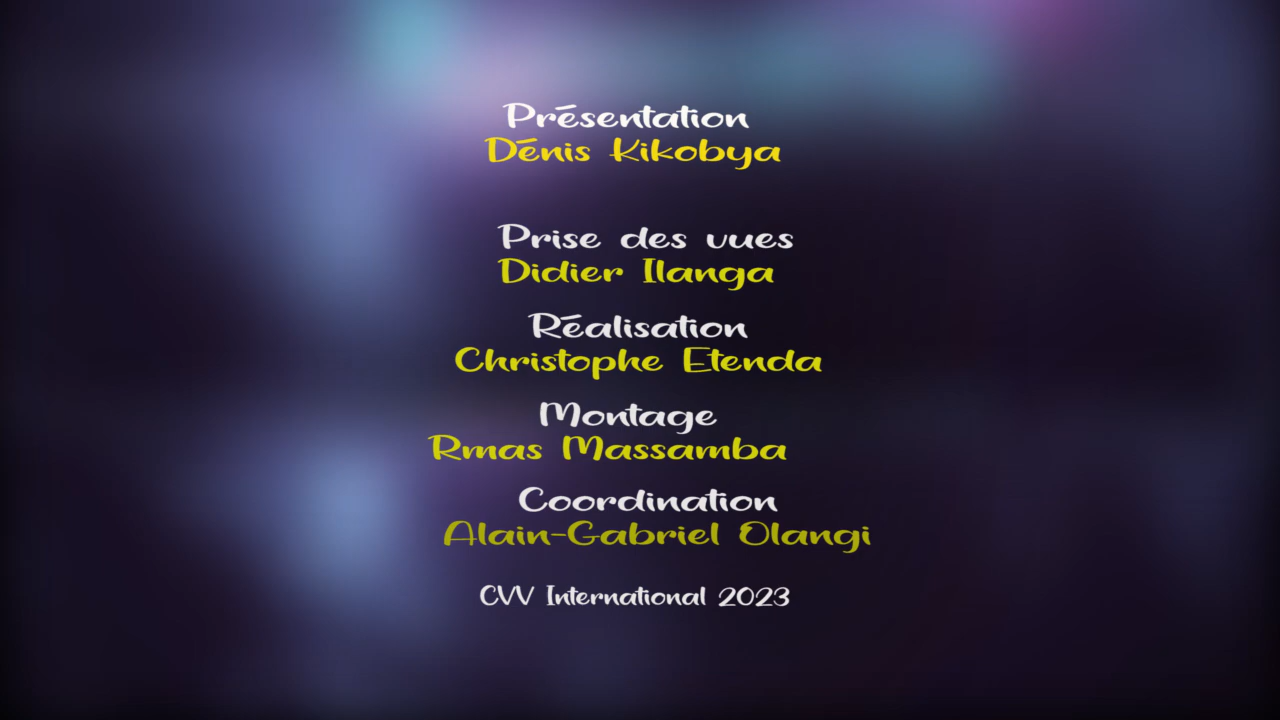 Présentation
Dénis Kikobya
Prise des vues
Didier Ilanga
Réalisation
Christophe Etenda
Montage
Rmas Massamba
Coordination
Alain-Gabriel Olangi
CVV International 2023